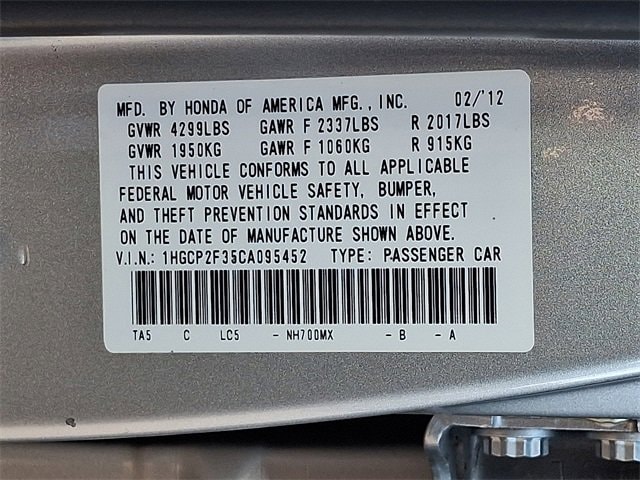 MFD. BY HONDA OF AMERICA MFG., INC. 02/'12
GVWR 4299LBS GAWR F 2337LBS R 2017LBS
GVWR 1950KG GAWR F 1060KG R 915KG
THIS VEHICLE CONFORMS TO ALL APPLICABLE
FEDERAL MOTOR VEHICLE SAFETY, BUMPER,
AND THEFT PREVENTION STANDARDS IN EFFECT
ON THE DATE OF MANUFACTURE SHOWN ABOVE.
V.I.N.: 1HGCP2F35CA095452 TYPE: PASSENGER CAR
TA5 C LC5 - NH700MX - B - A